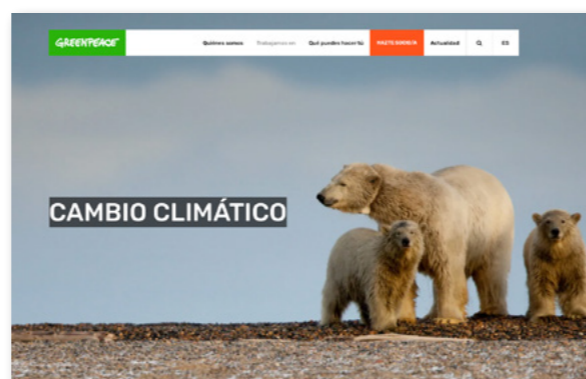 GREENPEACE
Quiénes somos Trabajamos en Qué puedes hacer tú HAZTE SOCIO/A Actualidad ES
CAMBIO CLIMÁTICO